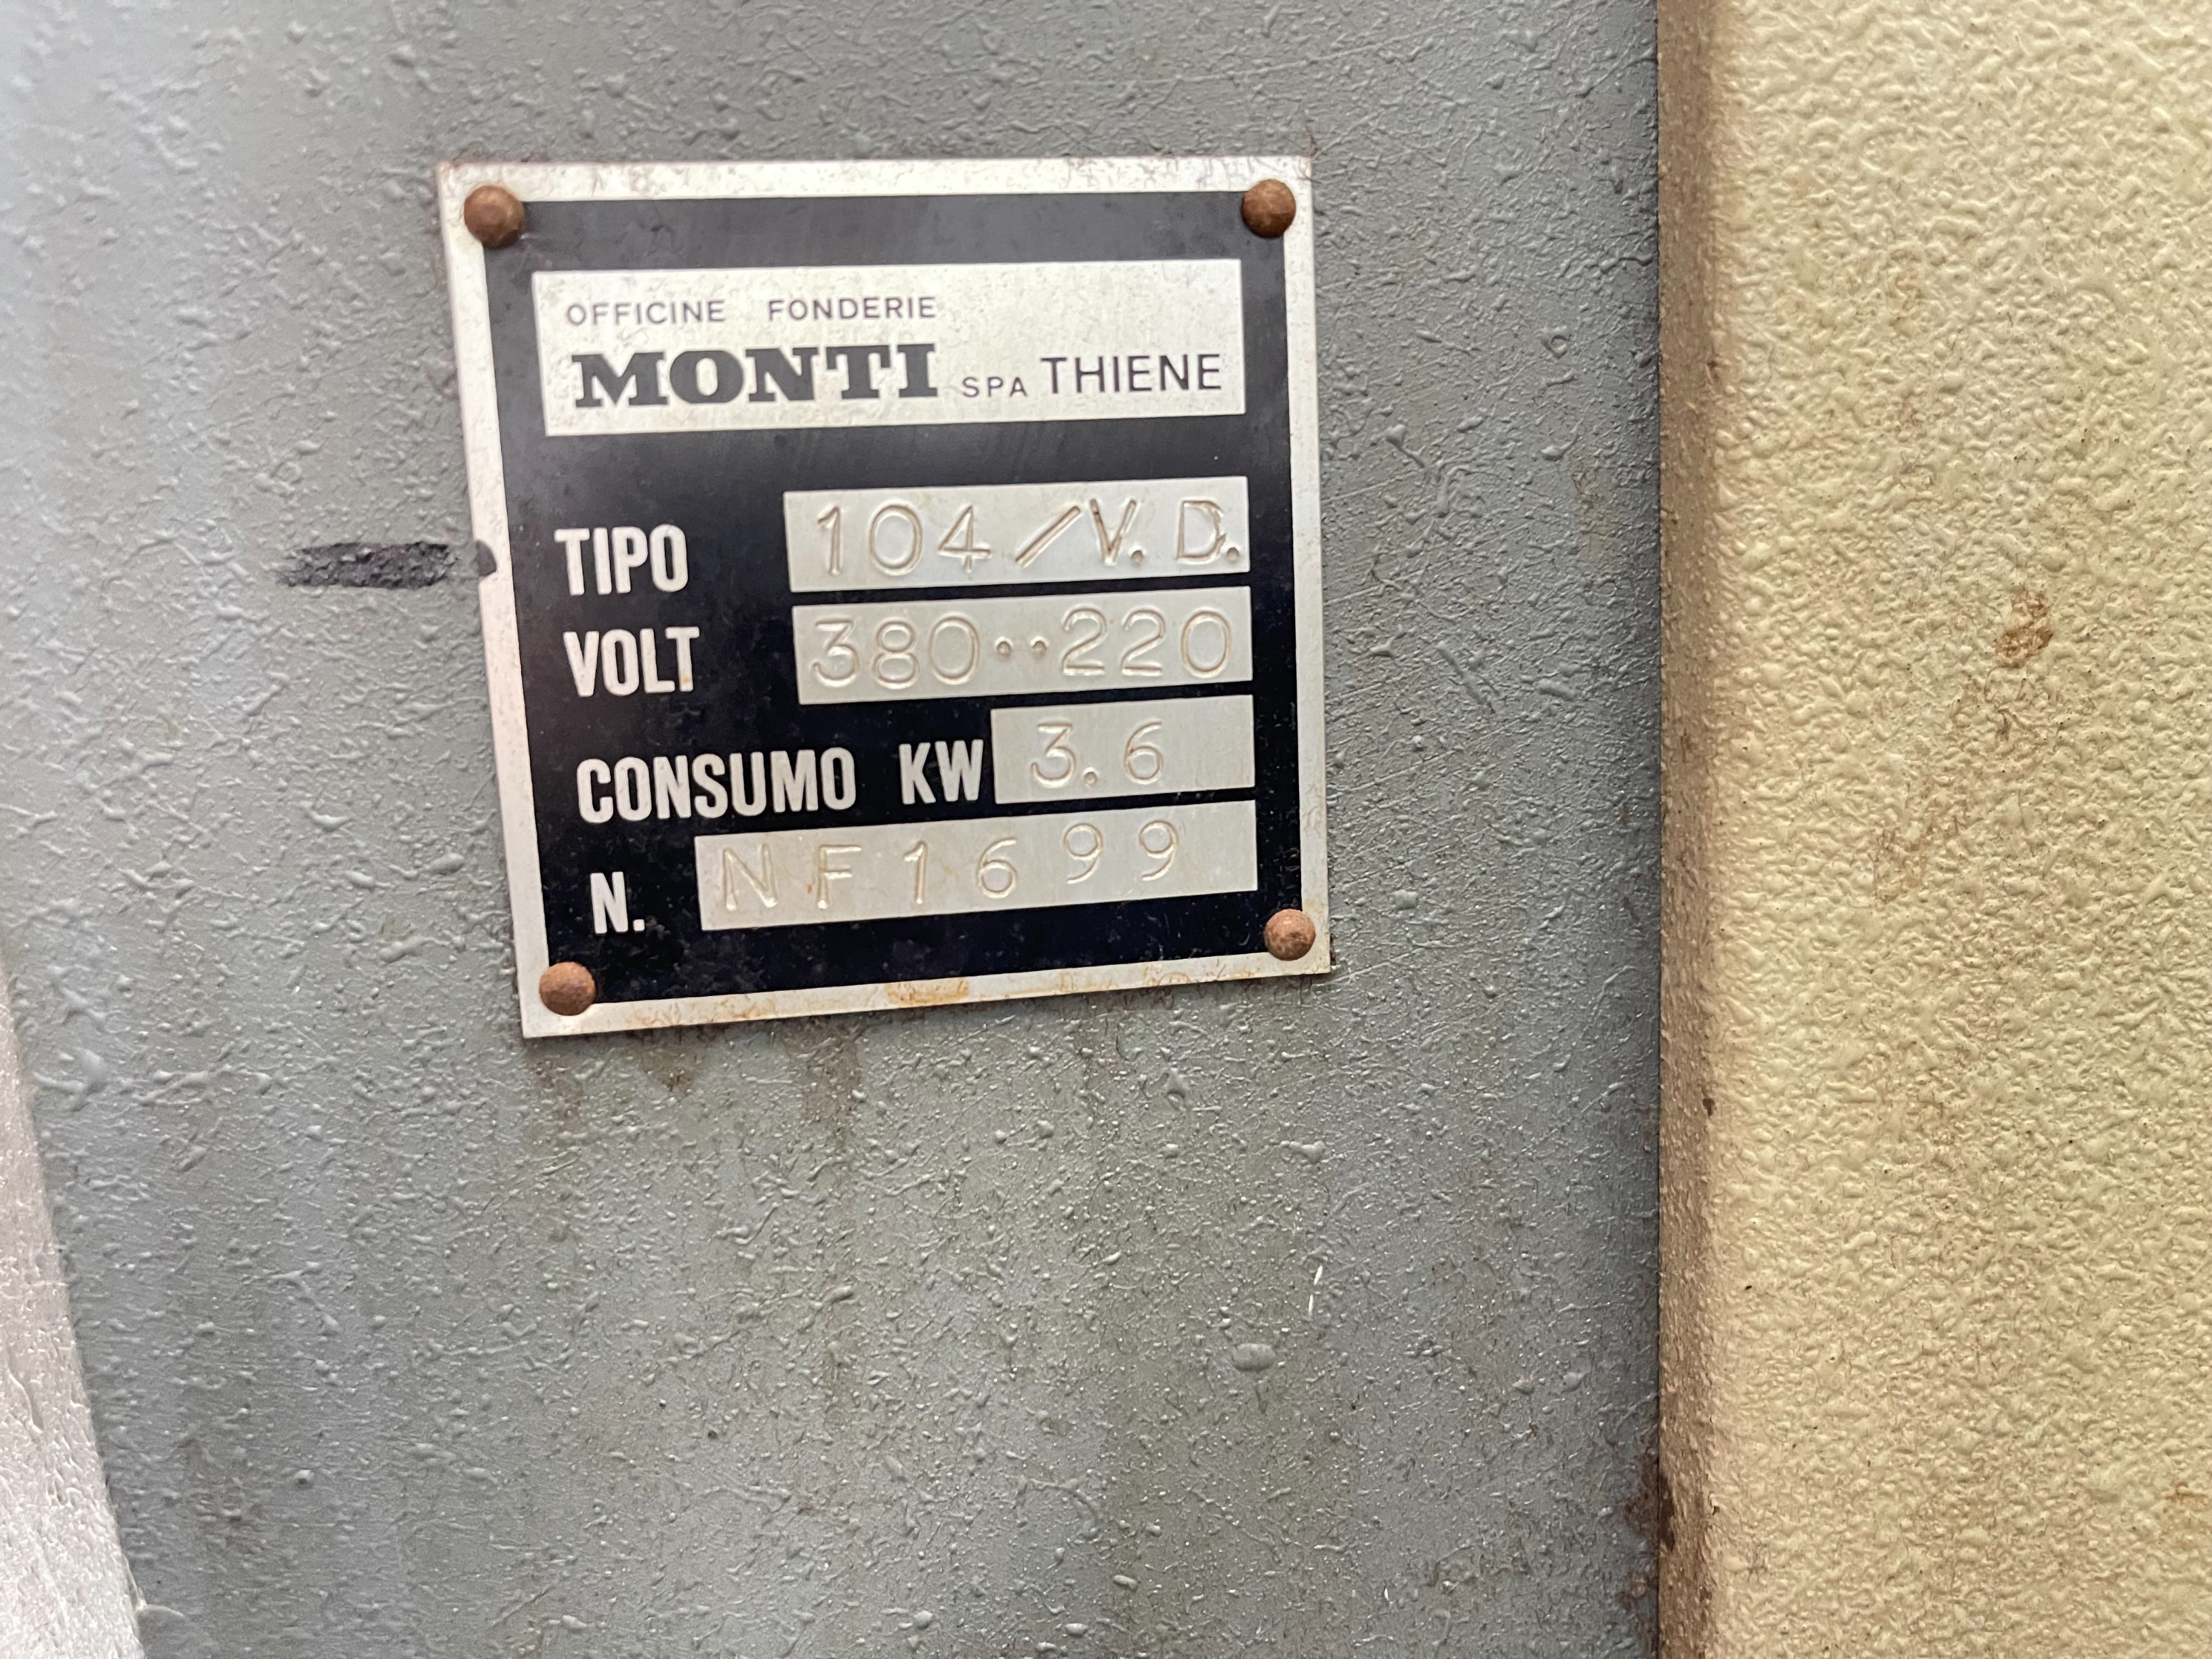 OFFICINE FONDERIE
MONTI SPA THIENE
TIPO 104/V.D.
VOLT 380··220
CONSUMO KW 3.6
N. NF1699